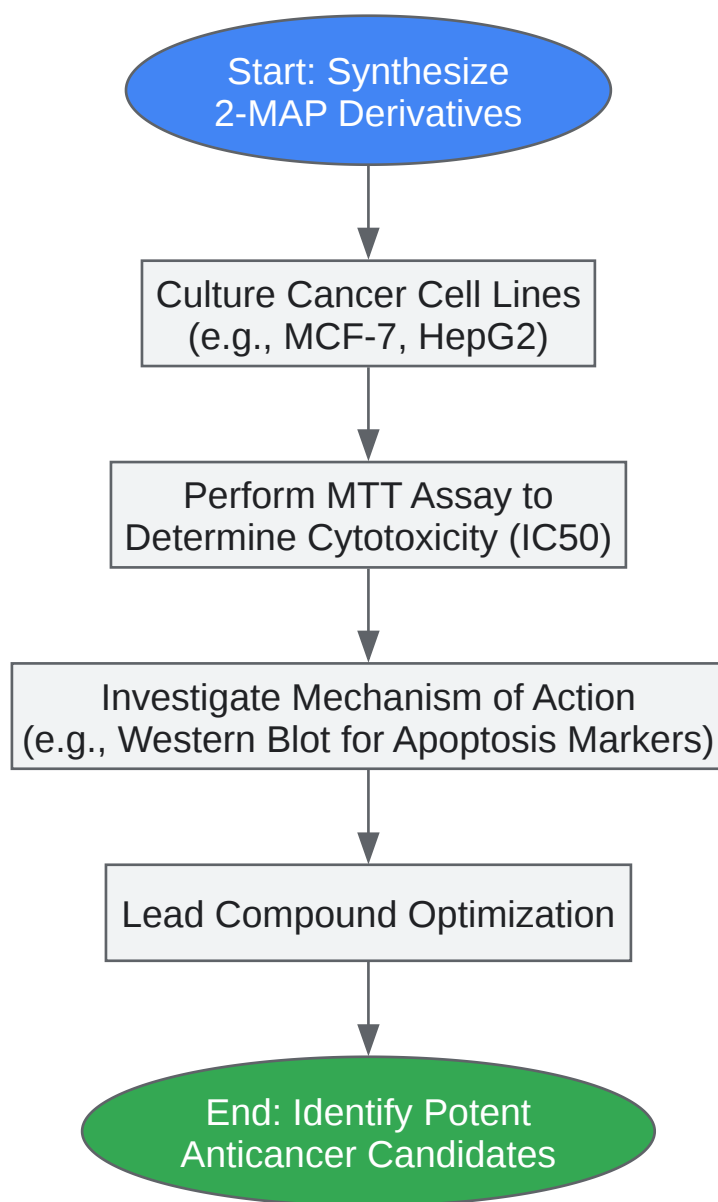 Start: Synthesize
2-MAP Derivatives
Culture Cancer Cell Lines
(e.g., MCF-7, HepG2)
Perform MTT Assay to
Determine Cytotoxicity (IC50)
Investigate Mechanism of Action
(e.g., Western Blot for Apoptosis Markers)
Lead Compound Optimization
End: Identify Potent
Anticancer Candidates